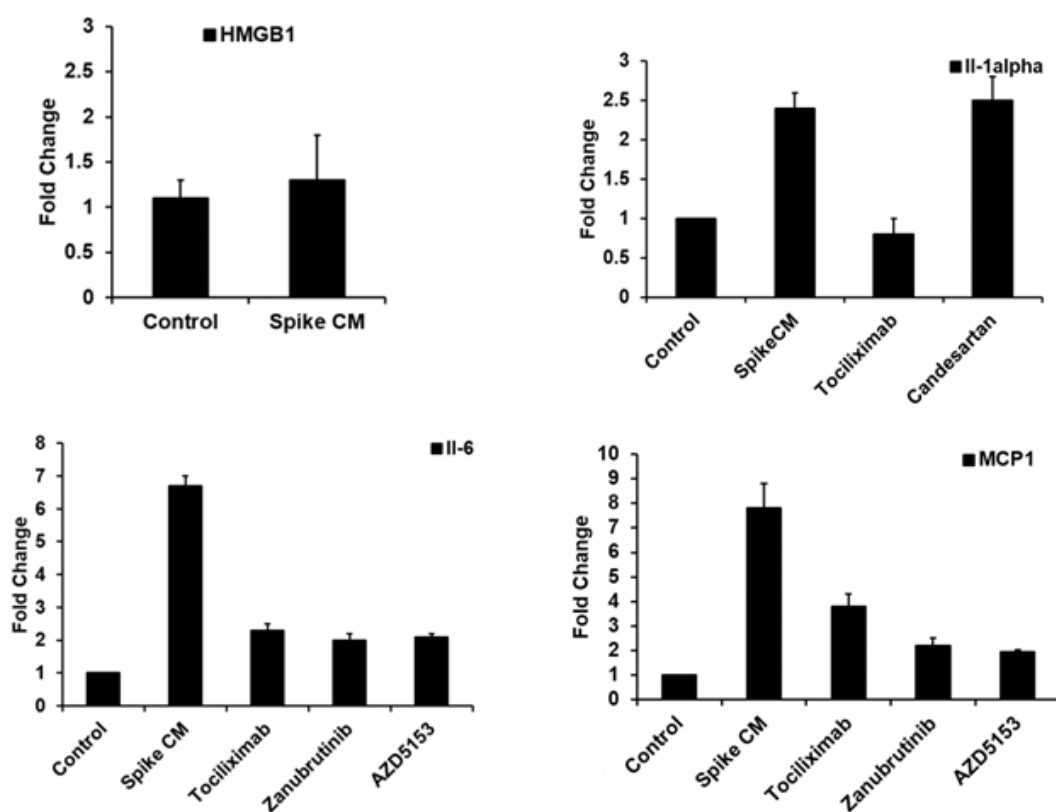 HMGB1
Fold Change
3
2.5
2
1.5
1
0.5
0
Control Spike CM
Il-1alpha
Fold Change
3
2.5
2
1.5
1
0.5
0
Control SpikeCM Tociliximab Candesartan
Il-6
Fold Change
8
7
6
5
4
3
2
1
0
Control Spike CM Tociliximab Zanubrutinib AZD5153
MCP1
Fold Change
10
9
8
7
6
5
4
3
2
1
0
Control Spike CM Tociliximab Zanubrutinib AZD5153